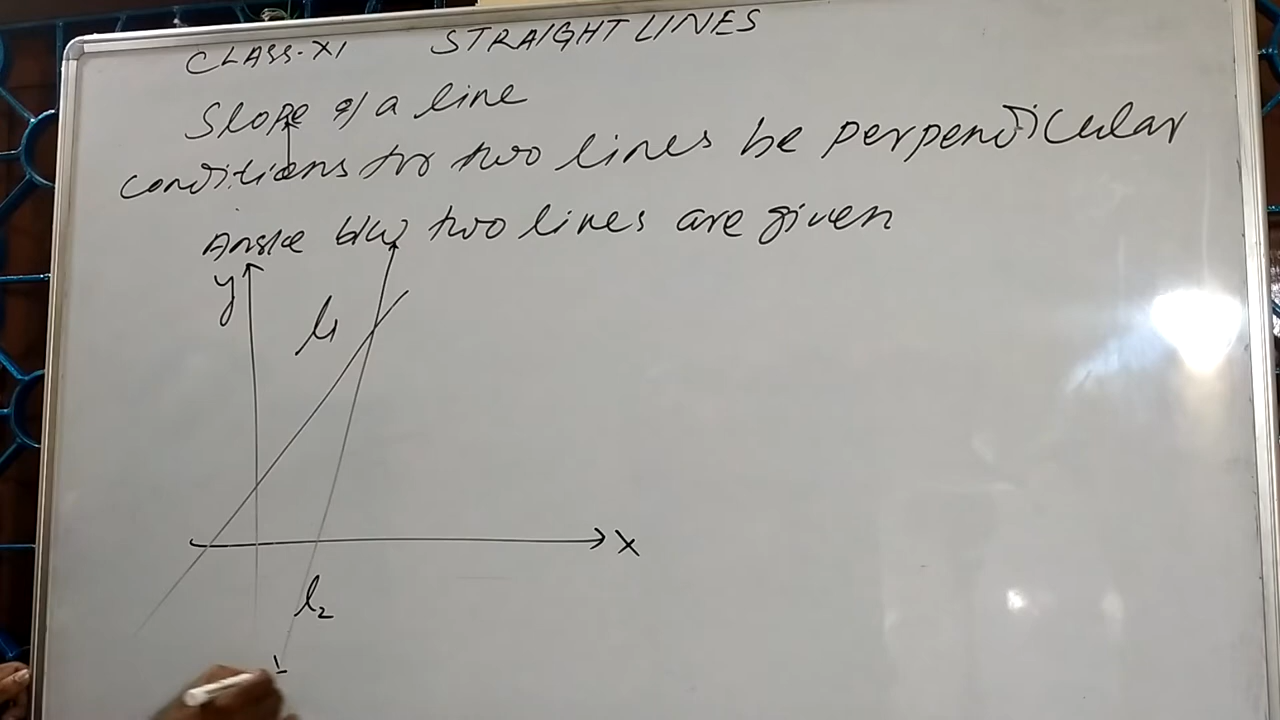 CLASS-XI STRAIGHT LINES
Slope of a line
conditions for two lines be perpendicular
Angle b/w two lines are given
y
l1
X
l2